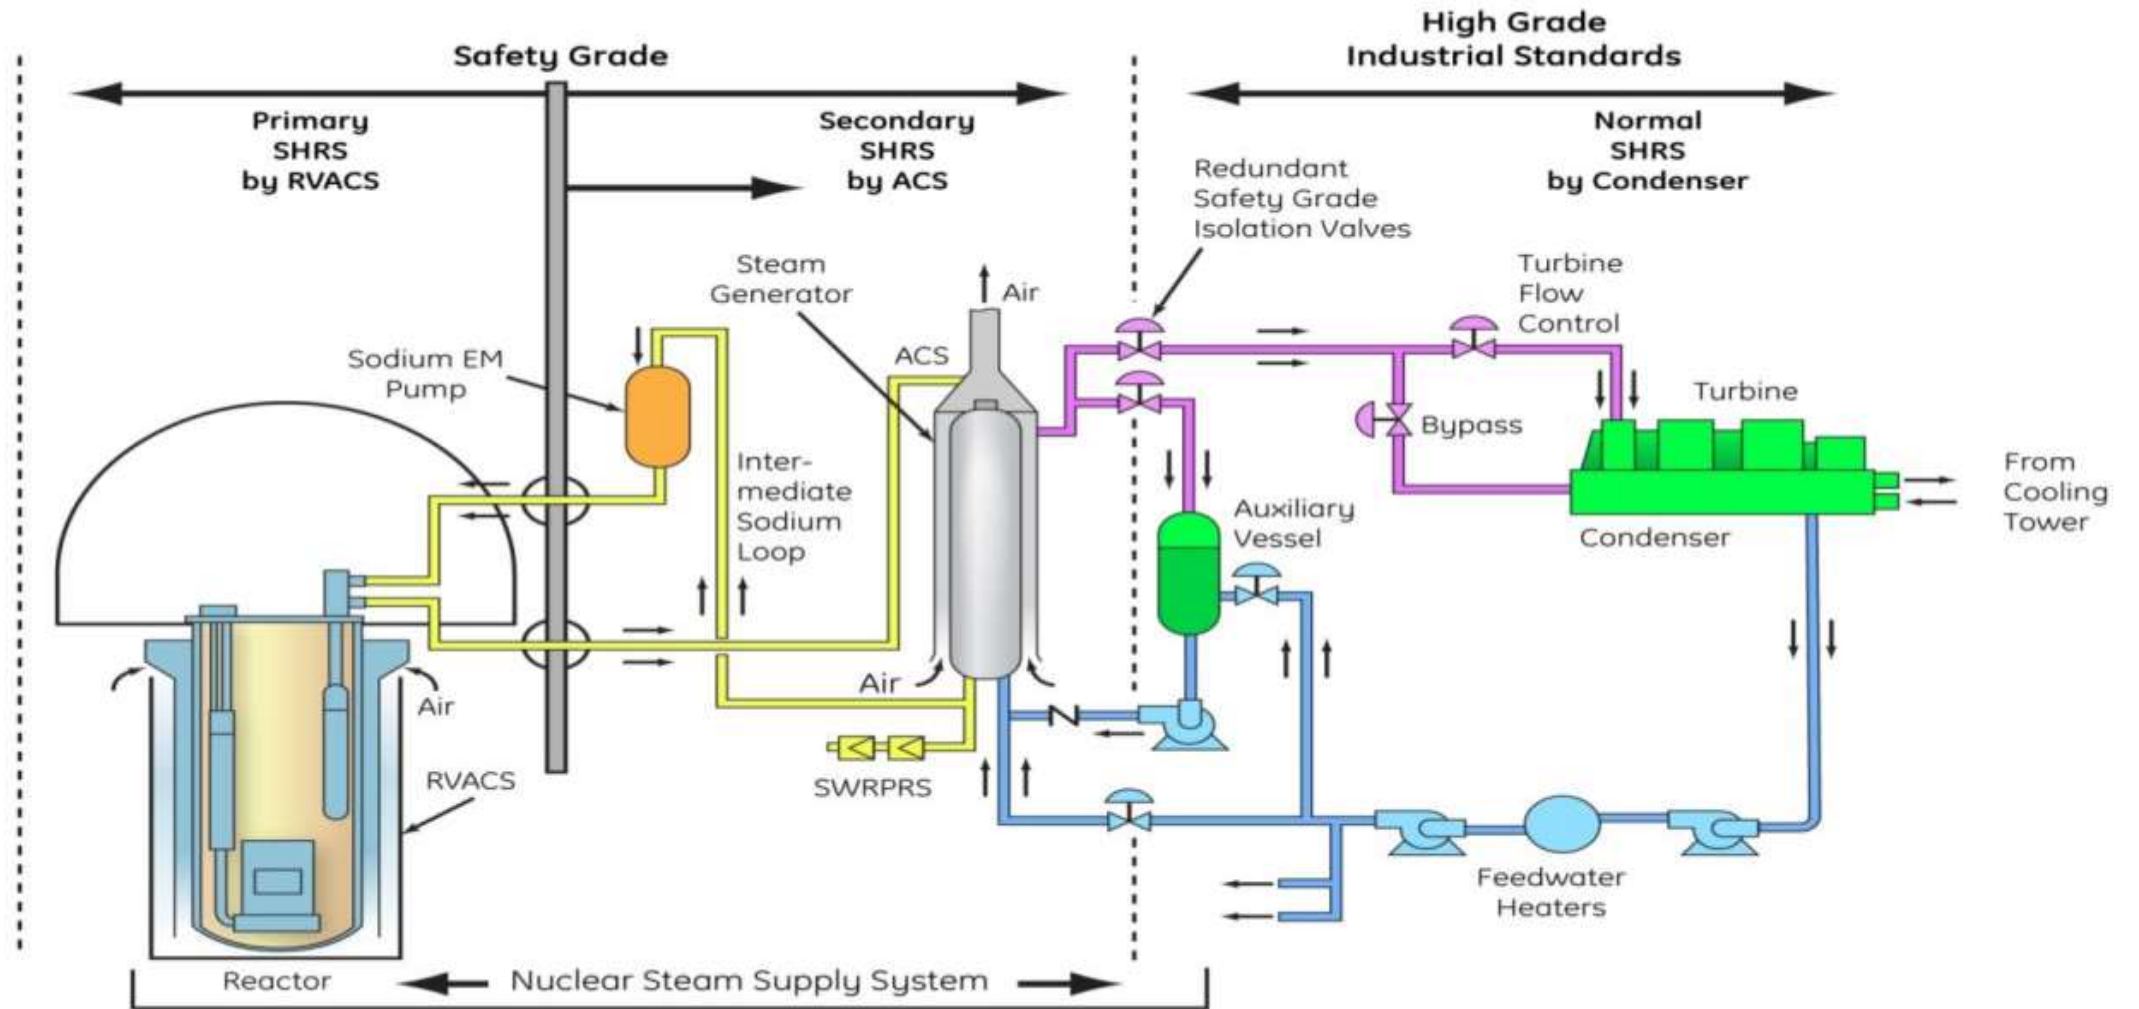 Safety Grade
High Grade
Industrial Standards
Primary
SHRS
by RVACS
Secondary
SHRS
by ACS
Normal
SHRS
by Condenser
Redundant
Safety Grade
Isolation Valves
Steam
Generator
Air
Turbine
Flow
Control
Sodium EM
Pump
ACS
Turbine
Bypass
Inter-
mediate
Sodium
Loop
From
Cooling
Tower
Auxiliary
Vessel
Condenser
Air
Air
RVACS
SWRPRS
Feedwater
Heaters
Reactor
Nuclear Steam Supply System